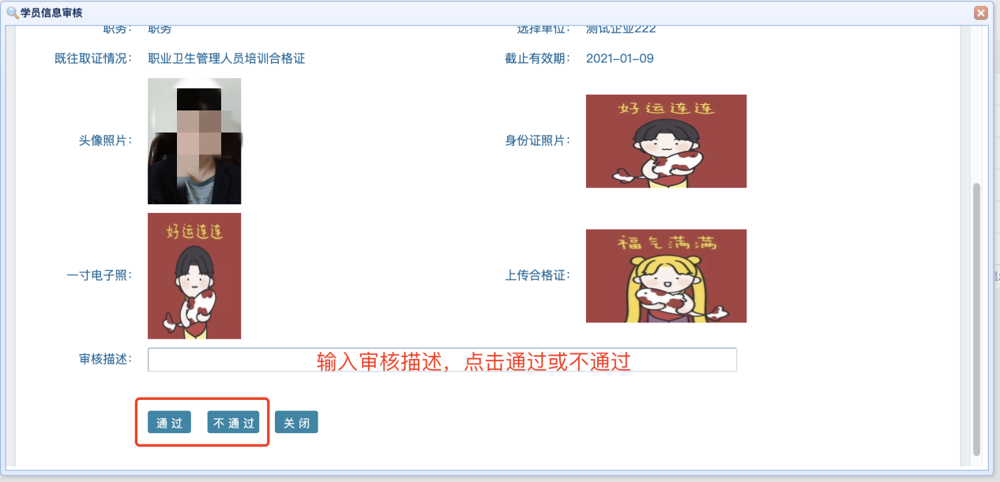 学员信息审核
职务： 职务 选择单位： 测试企业222
既往取证情况： 职业卫生管理人员培训合格证 截止有效期： 2021-01-09
头像照片： 身份证照片：
好运连连
一寸电子照： 上传合格证：
好运连连
福气满满
审核描述： 输入审核描述，点击通过或不通过
通过 不通过 关闭